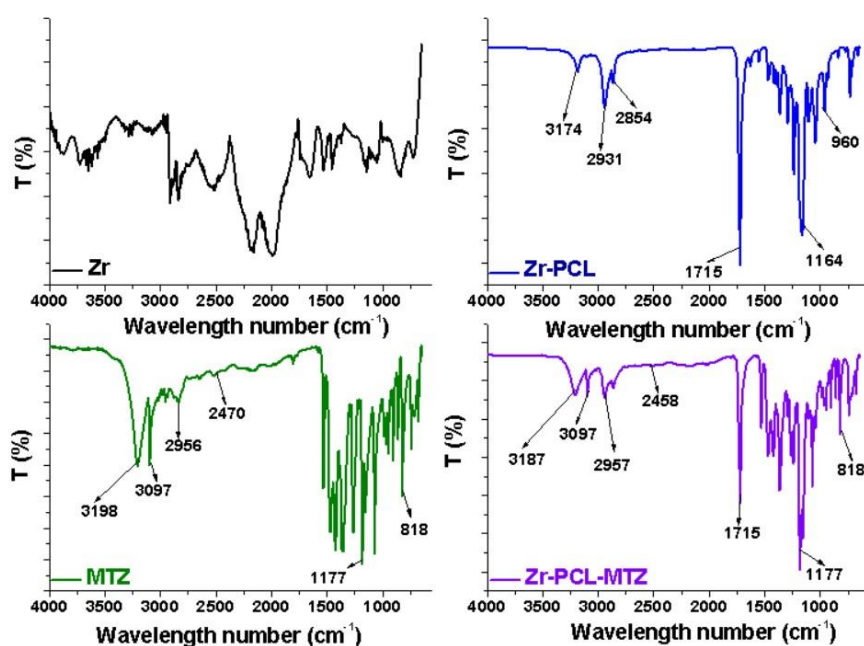 T (%)
Zr
4000 3500 3000 2500 2000 1500 1000
Wavelength number (cm-1)
T (%)
3174
2931
2854
1715
1164
960
Zr-PCL
4000 3500 3000 2500 2000 1500 1000
Wavelength number (cm-1)
T (%)
3198
3097
2956
2470
1177
818
MTZ
4000 3500 3000 2500 2000 1500 1000
Wavelength number (cm-1)
T (%)
3187
3097
2957
2458
1715
1177
818
Zr-PCL-MTZ
4000 3500 3000 2500 2000 1500 1000
Wavelength number (cm-1)